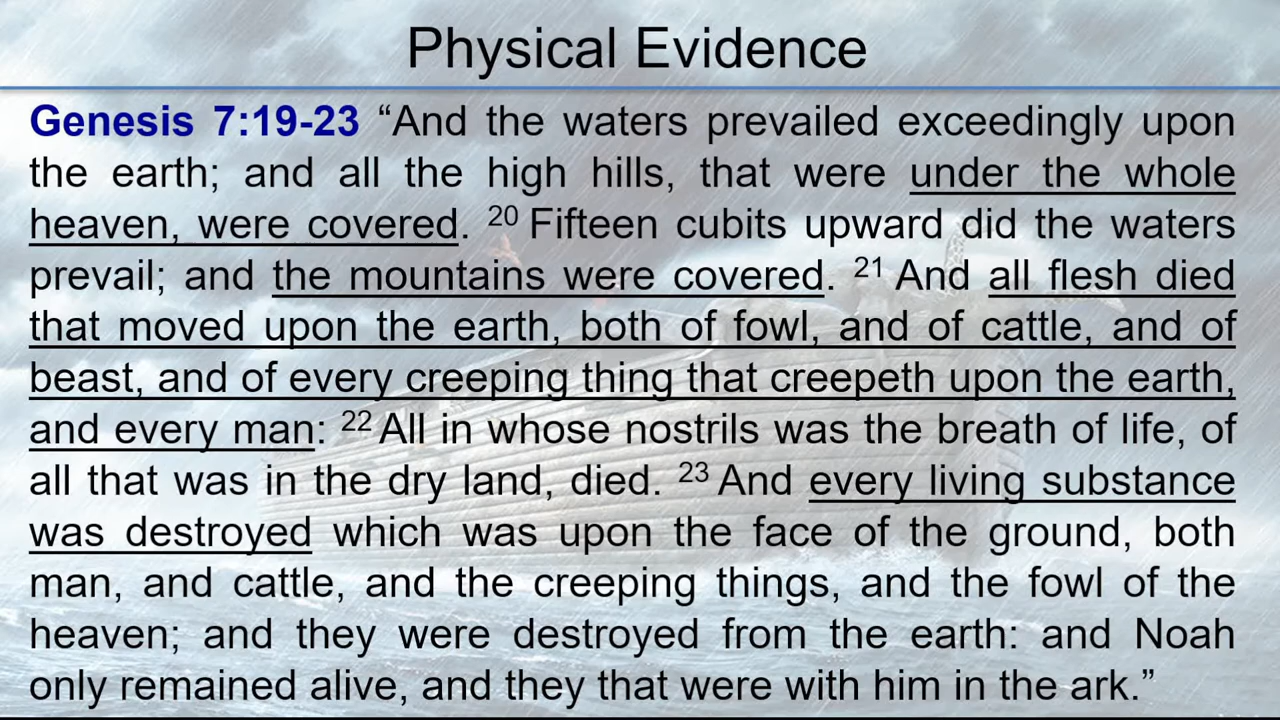 Physical Evidence
Genesis 7:19-23 “And the waters prevailed exceedingly upon
the earth; and all the high hills, that were under the whole
heaven, were covered. 20 Fifteen cubits upward did the waters
prevail; and the mountains were covered. 21 And all flesh died
that moved upon the earth, both of fowl, and of cattle, and of
beast, and of every creeping thing that creepeth upon the earth,
and every man: 22 All in whose nostrils was the breath of life, of
all that was in the dry land, died. 23 And every living substance
was destroyed which was upon the face of the ground, both
man, and cattle, and the creeping things, and the fowl of the
heaven; and they were destroyed from the earth: and Noah
only remained alive, and they that were with him in the ark.”